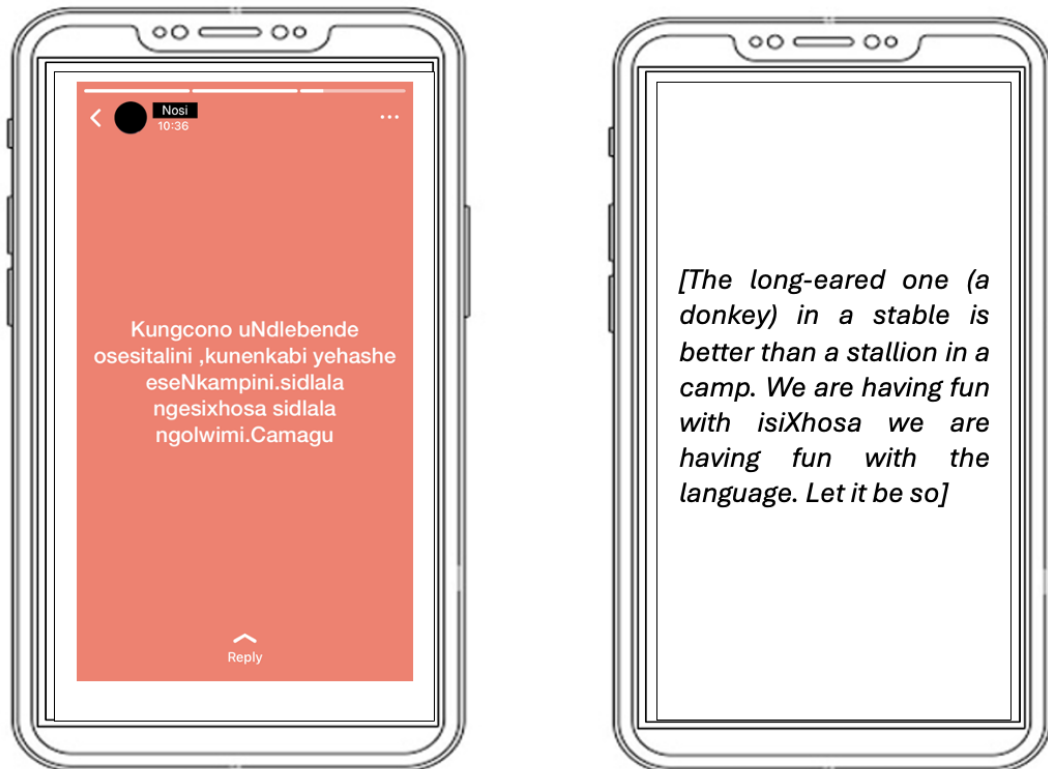 Nosi
10:36
Kungcono uNdlebende
osesitalini ,kunenkabi yehashe
eseNkampini.sidlala
ngesixhosa sidlala
ngolwimi.Camagu
Reply
[The long-eared one (a
donkey) in a stable is
better than a stallion in a
camp. We are having fun
with isiXhosa we are
having fun with the
language. Let it be so]